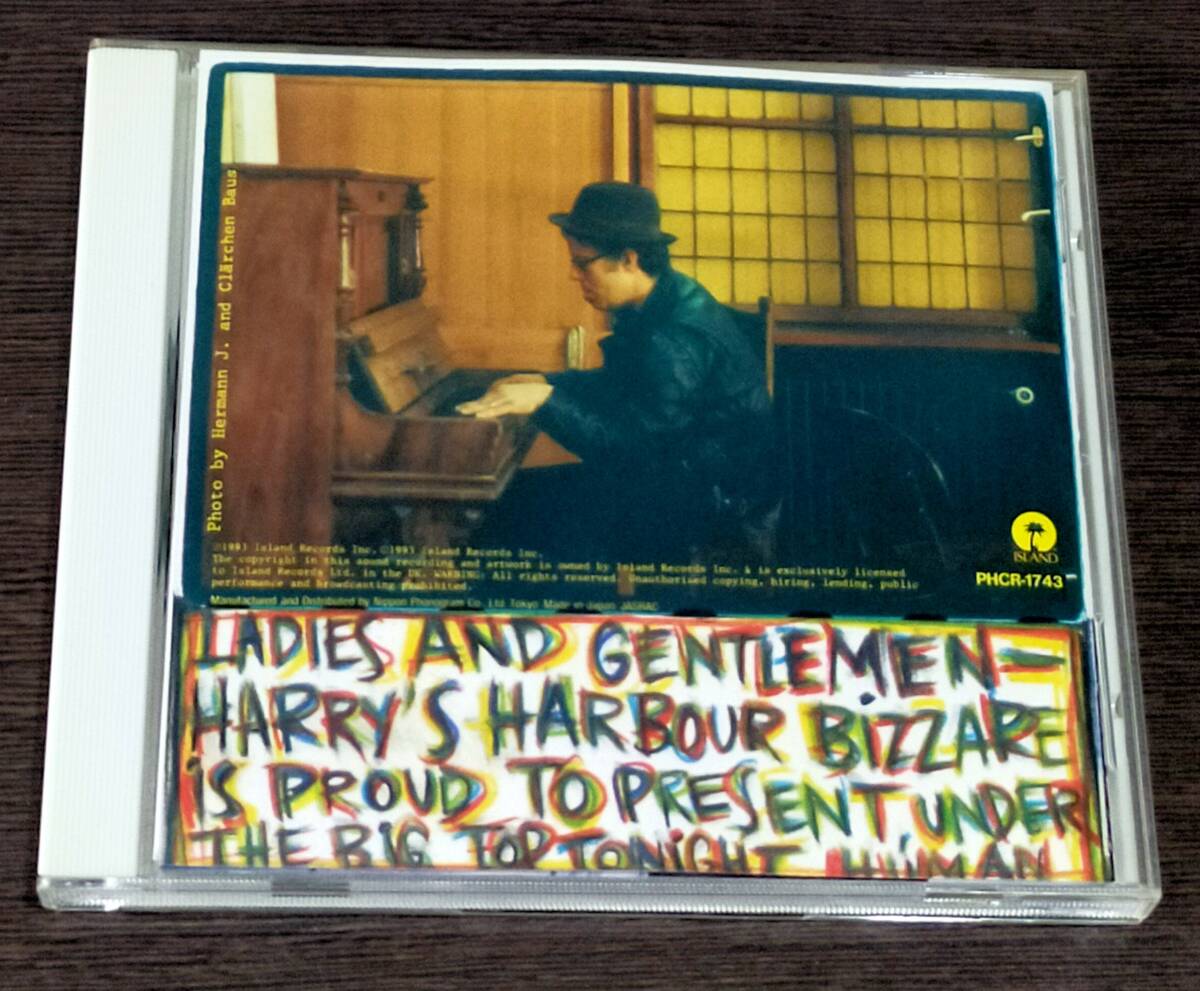 Photo by Hermann J. and Clärchen Baus
℗1993 Island Records Inc. ©1993 Island Records Inc.
The copyright in this sound recording and artwork is owned by Island Records Inc. & is exclusively licensed
to Island Records Ltd. in the UK. WARNING: All rights reserved. Unauthorised copying, hiring, lending, public
performance and broadcasting prohibited.
Manufactured and Distributed by Nippon Phonogram Co., Ltd. Tokyo. Made in Japan. JASRAC
ISLAND
PHCR-1743
LADIES AND GENTLEMEN—
HARRY'S HARBOUR BIZZARE
iS PROUD TO PRESENT, UNDER
THE BiG TOP TONiGHT HUMAN